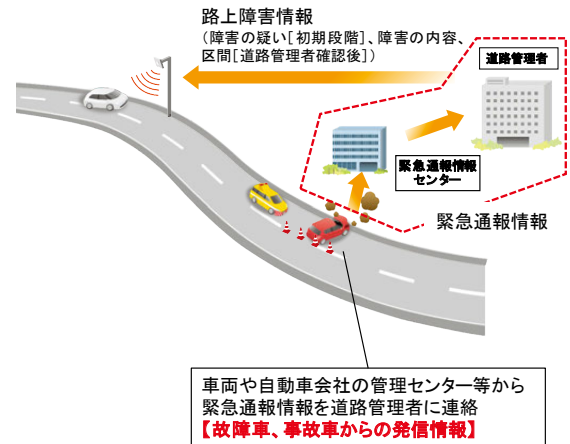 路上障害情報
（障害の疑い［初期段階］、障害の内容、
区間［道路管理者確認後］）
道路管理者
緊急通報情報
センター
緊急通報情報
車両や自動車会社の管理センター等から
緊急通報情報を道路管理者に連絡
【故障車、事故車からの発信情報】